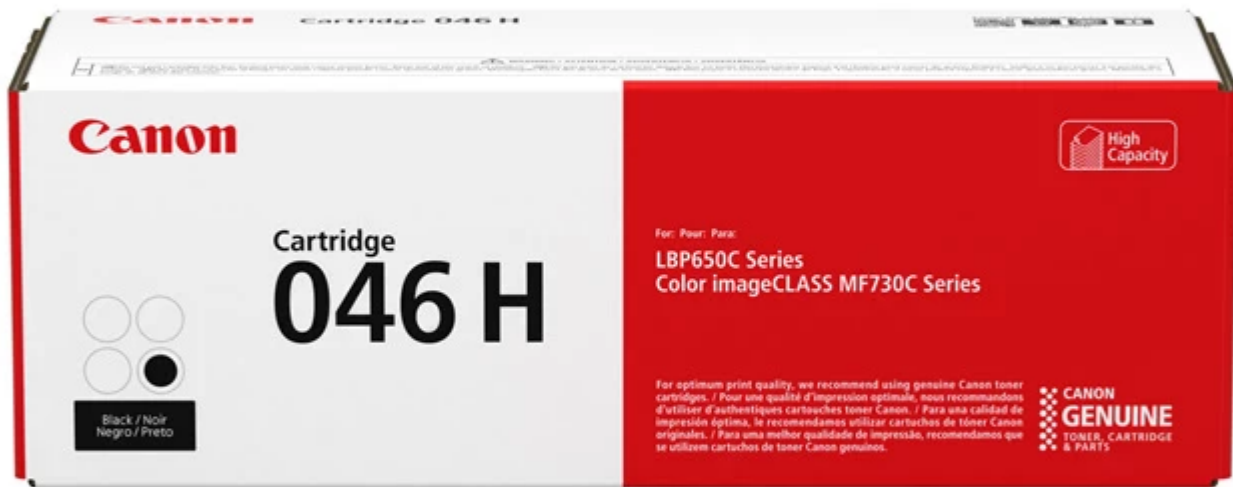 Canon Cartridge 046 H
Canon
Cartridge
046 H
Black / Noir
Negro / Preto
High
Capacity
For: Pour: Para:
LBP650C Series
Color imageCLASS MF730C Series
For optimum print quality, we recommend using genuine Canon toner
cartridges. / Pour une qualité d'impression optimale, nous recommandons
d'utiliser d'authentiques cartouches toner Canon. / Para una calidad de
impresión óptima, le recomendamos utilizar cartuchos de tóner Canon
originales. / Para uma melhor qualidade de impressão, recomendamos que
se utilizem cartuchos de toner Canon genuínos.
CANON
GENUINE
TONER, CARTRIDGE
& PARTS